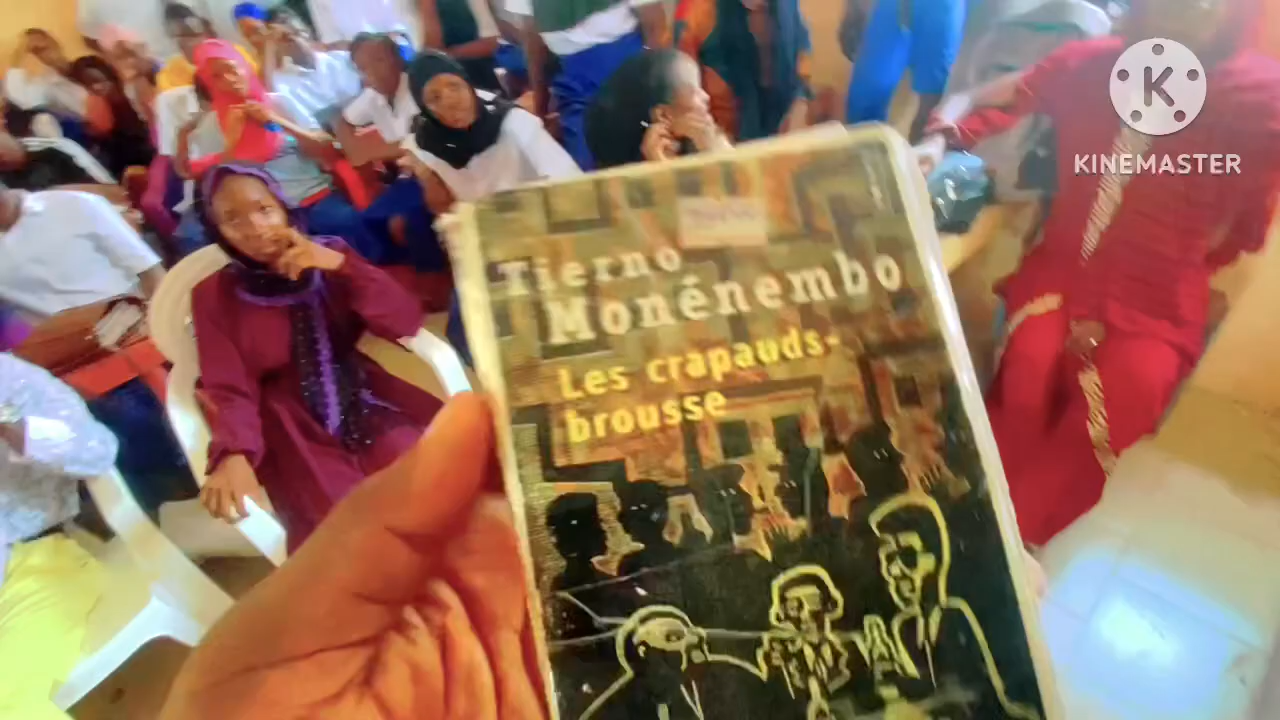 K
KINEMASTER
Tierno
Monénembo
Les crapauds-
brousse